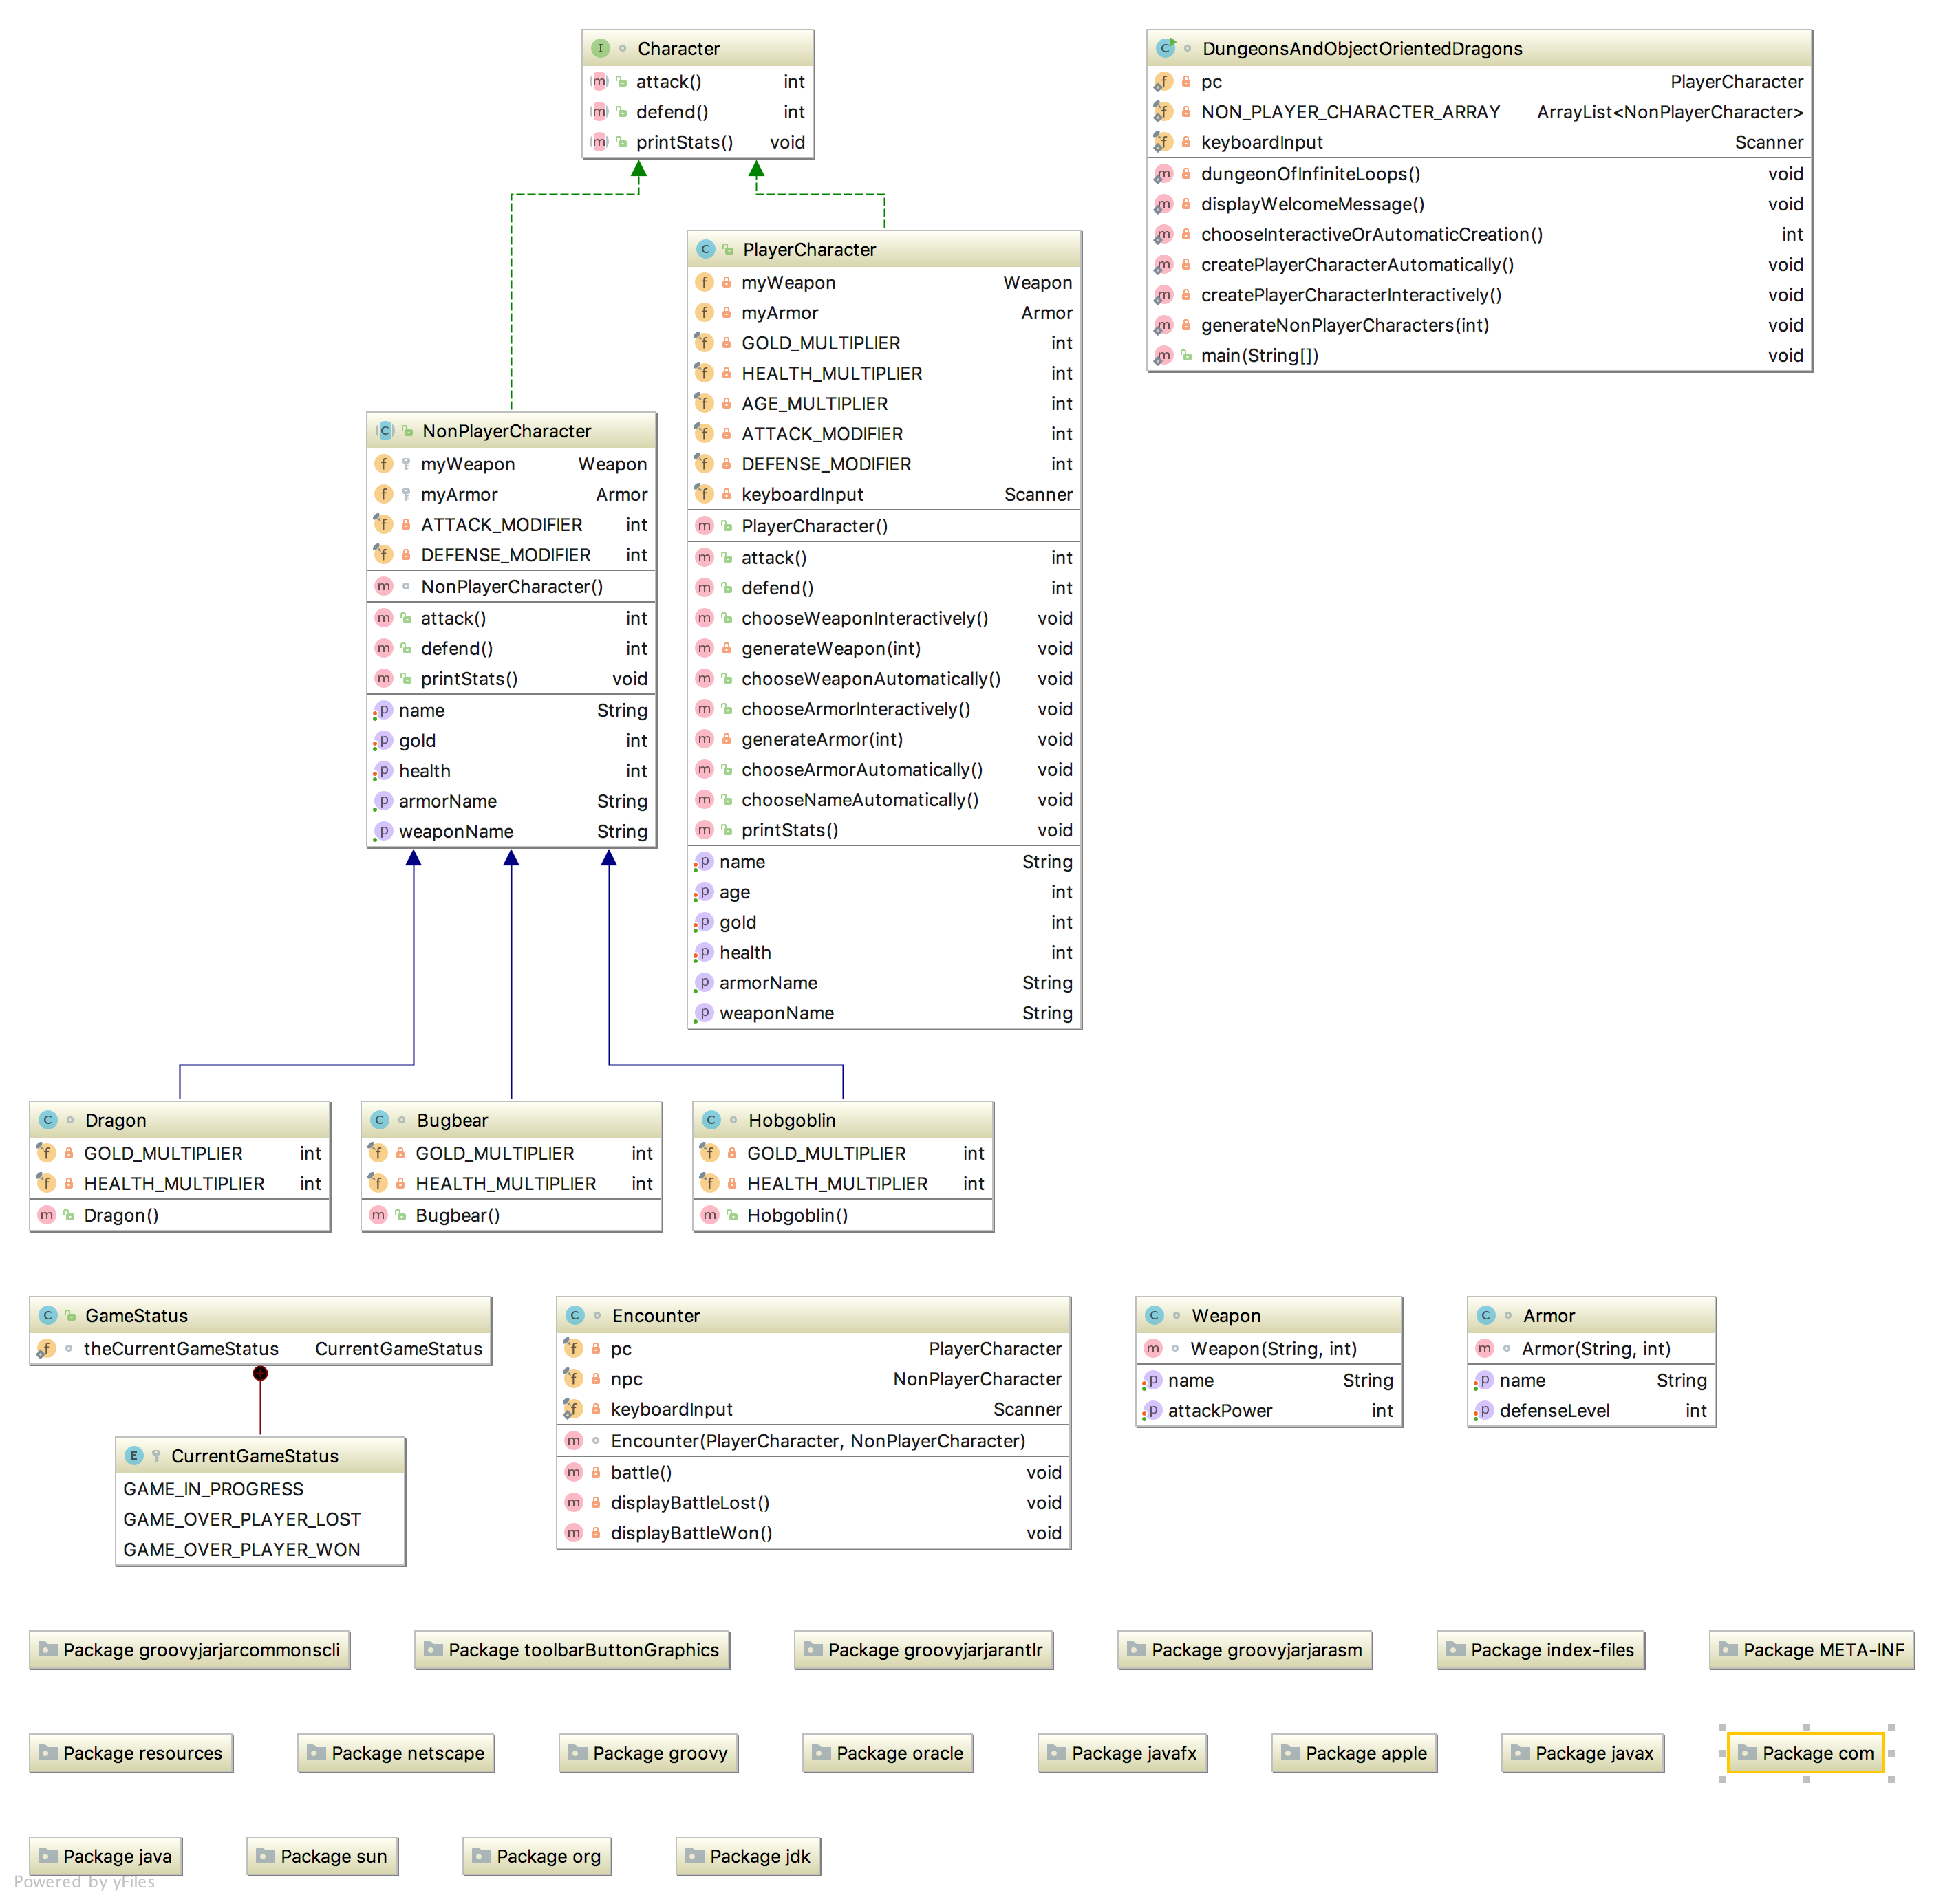 Character
attack() int
defend() int
printStats() void
DungeonsAndObjectOrientedDragons
pc PlayerCharacter
NON_PLAYER_CHARACTER_ARRAY ArrayList<NonPlayerCharacter>
keyboardInput Scanner
dungeonOfInfiniteLoops() void
displayWelcomeMessage() void
chooseInteractiveOrAutomaticCreation() int
createPlayerCharacterAutomatically() void
createPlayerCharacterInteractively() void
generateNonPlayerCharacters(int) void
main(String[]) void
PlayerCharacter
myWeapon Weapon
myArmor Armor
GOLD_MULTIPLIER int
HEALTH_MULTIPLIER int
AGE_MULTIPLIER int
ATTACK_MODIFIER int
DEFENSE_MODIFIER int
keyboardInput Scanner
PlayerCharacter()
attack() int
defend() int
chooseWeaponInteractively() void
generateWeapon(int) void
chooseWeaponAutomatically() void
chooseArmorInteractively() void
generateArmor(int) void
chooseArmorAutomatically() void
chooseNameAutomatically() void
printStats() void
name String
age int
gold int
health int
armorName String
weaponName String
NonPlayerCharacter
myWeapon Weapon
myArmor Armor
ATTACK_MODIFIER int
DEFENSE_MODIFIER int
NonPlayerCharacter()
attack() int
defend() int
printStats() void
name String
gold int
health int
armorName String
weaponName String
Dragon
GOLD_MULTIPLIER int
HEALTH_MULTIPLIER int
Dragon()
Bugbear
GOLD_MULTIPLIER int
HEALTH_MULTIPLIER int
Bugbear()
Hobgoblin
GOLD_MULTIPLIER int
HEALTH_MULTIPLIER int
Hobgoblin()
GameStatus
theCurrentGameStatus CurrentGameStatus
CurrentGameStatus
GAME_IN_PROGRESS
GAME_OVER_PLAYER_LOST
GAME_OVER_PLAYER_WON
Encounter
pc PlayerCharacter
npc NonPlayerCharacter
keyboardInput Scanner
Encounter(PlayerCharacter, NonPlayerCharacter)
battle() void
displayBattleLost() void
displayBattleWon() void
Weapon
Weapon(String, int)
name String
attackPower int
Armor
Armor(String, int)
name String
defenseLevel int
Package groovyjarjarcommonscli
Package toolbarButtonGraphics
Package groovyjarjarantlr
Package groovyjarjarasm
Package index-files
Package META-INF
Package resources
Package netscape
Package groovy
Package oracle
Package javafx
Package apple
Package javax
Package com
Package java
Package sun
Package org
Package jdk
Powered by yFiles